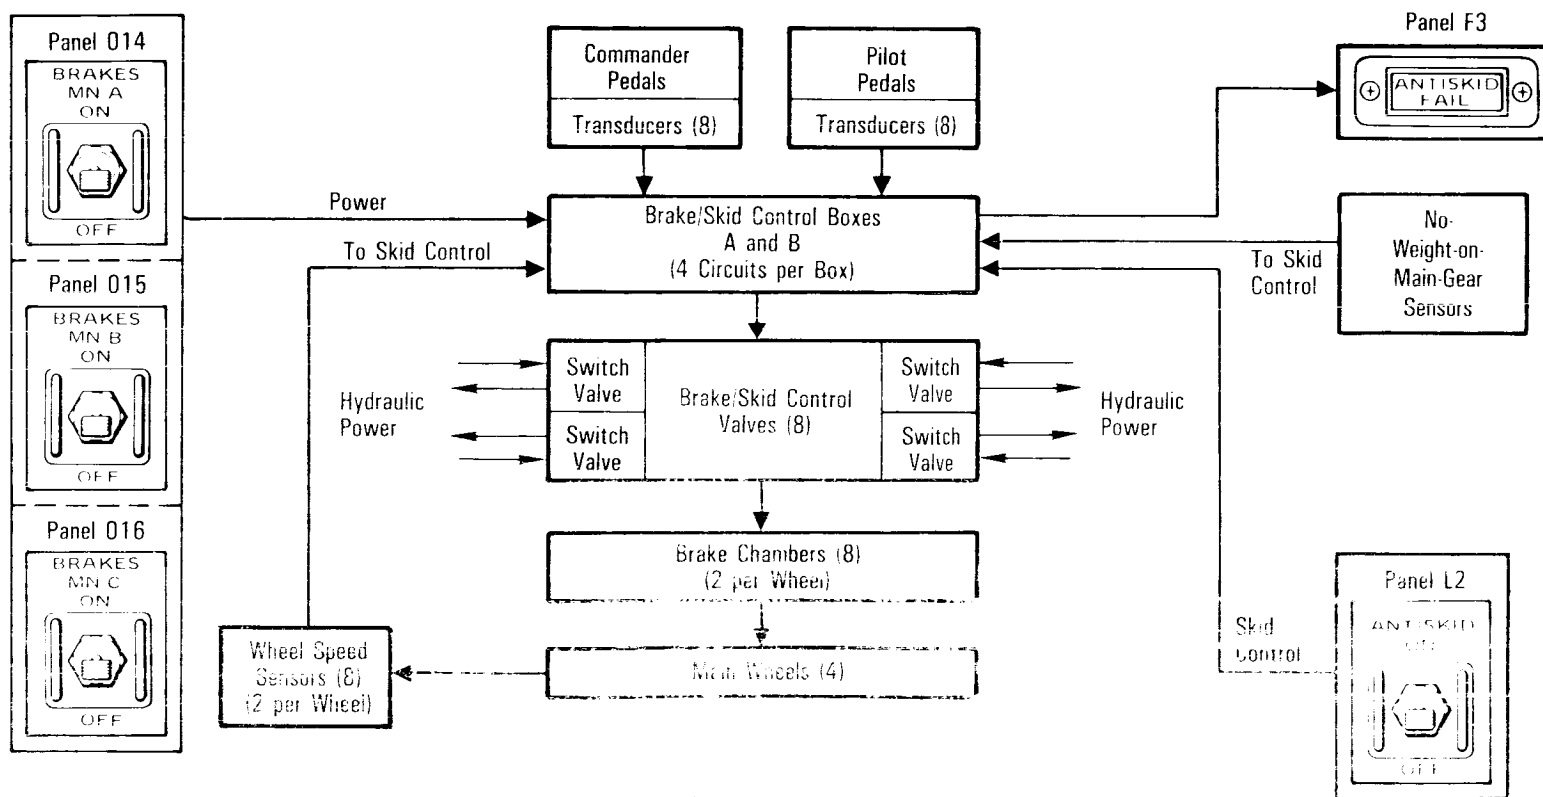 Panel O14
BRAKES
MN A
ON
OFF
Panel O15
BRAKES
MN B
ON
OFF
Panel O16
BRAKES
MN C
ON
OFF
Commander
Pedals
Transducers (8)
Pilot
Pedals
Transducers (8)
Panel F3
ANTISKID
FAIL
Power
To Skid Control
Brake/Skid Control Boxes
A and B
(4 Circuits per Box)
To Skid
Control
No-
Weight-on-
Main-Gear
Sensors
Hydraulic
Power
Switch
Valve
Switch
Valve
Brake/Skid Control
Valves (8)
Switch
Valve
Switch
Valve
Hydraulic
Power
Brake Chambers (8)
(2 per Wheel)
Wheel Speed
Sensors (8)
(2 per Wheel)
Main Wheels (4)
Skid
Control
Panel L2
ANTISKID
ON
OFF